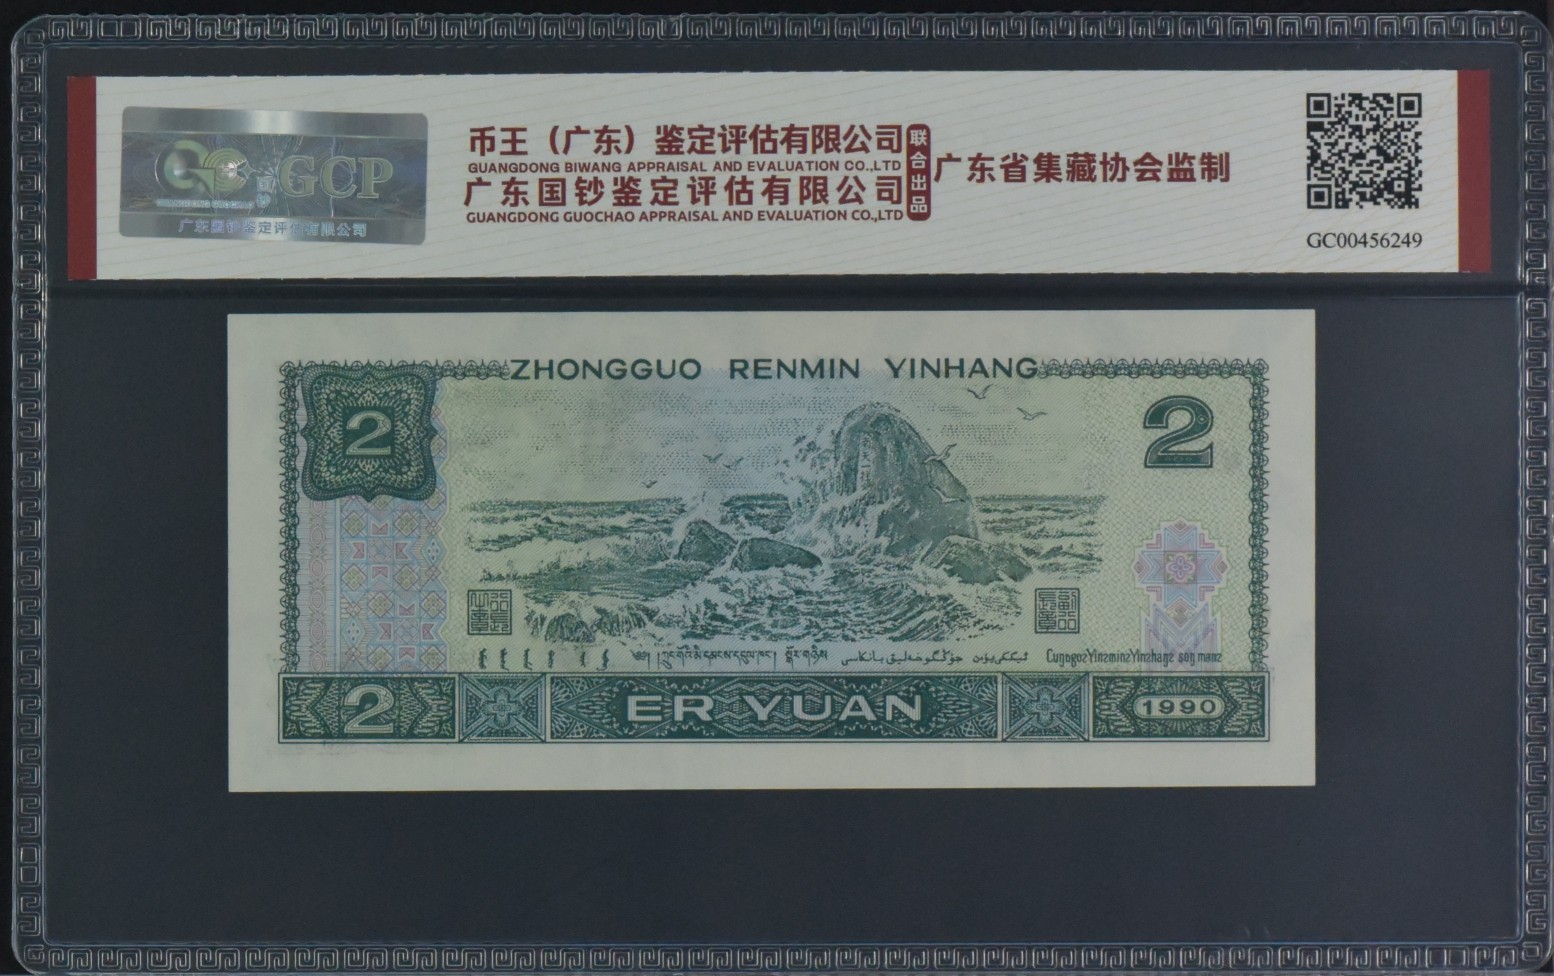 GCP
广东国钞鉴定评估有限公司
币王（广东）鉴定评估有限公司
GUANGDONG BIWANG APPRAISAL AND EVALUATION CO.,LTD
广东国钞鉴定评估有限公司
GUANGDONG GUOCHAO APPRAISAL AND EVALUATION CO.,LTD
联合出品
广东省集藏协会监制
GC00456249
ZHONGGUO RENMIN YINHANG
2
2
CuŋƨgozYinƨminƨYinzhaŋƨ sӕŋ manƨ
2
ER YUAN
1990